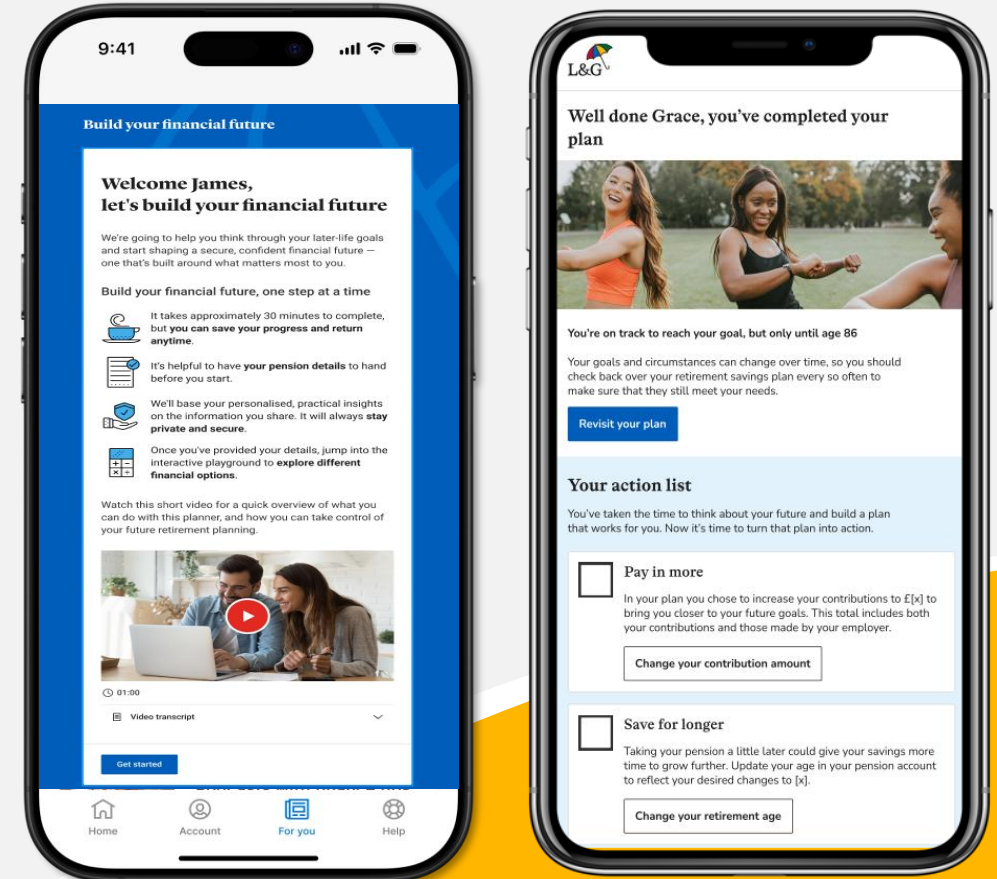 9:41
Build your financial future
Welcome James,
let's build your financial future
We're going to help you think through your later-life goals
and start shaping a secure, confident financial future —
one that's built around what matters most to you.
Build your financial future, one step at a time
It takes approximately 30 minutes to complete,
but you can save your progress and return
anytime.
It's helpful to have your pension details to hand
before you start.
We'll base your personalised, practical insights
on the information you share. It will always stay
private and secure.
Once you've provided your details, jump into the
interactive playground to explore different
financial options.
Watch this short video for a quick overview of what you
can do with this planner, and how you can take control of
your future retirement planning.
01:00
Video transcript
Get started
Home
Account
For you
Help
L&G
Well done Grace, you've completed your
plan
You're on track to reach your goal, but only until age 86
Your goals and circumstances can change over time, so you should
check back over your retirement savings plan every so often to
make sure that they still meet your needs.
Revisit your plan
Your action list
You've taken the time to think about your future and build a plan
that works for you. Now it's time to turn that plan into action.
Pay in more
In your plan you chose to increase your contributions to £[x] to
bring you closer to your future goals. This total includes both
your contributions and those made by your employer.
Change your contribution amount
Save for longer
Taking your pension a little later could give your savings more
time to grow further. Update your age in your pension account
to reflect your desired changes to [x].
Change your retirement age